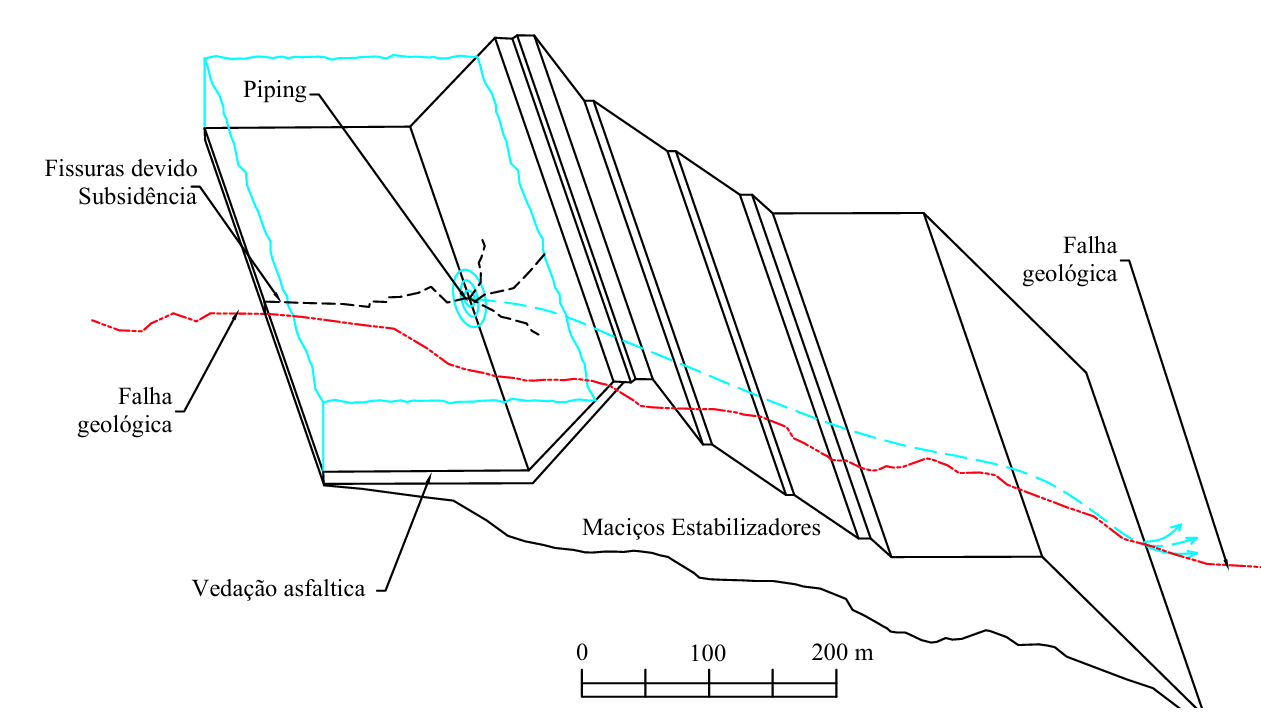 Piping
Fissuras devido
Subsidência
Falha
geológica
Falha
geológica
Maciços Estabilizadores
Vedação asfaltica
0 100 200 m